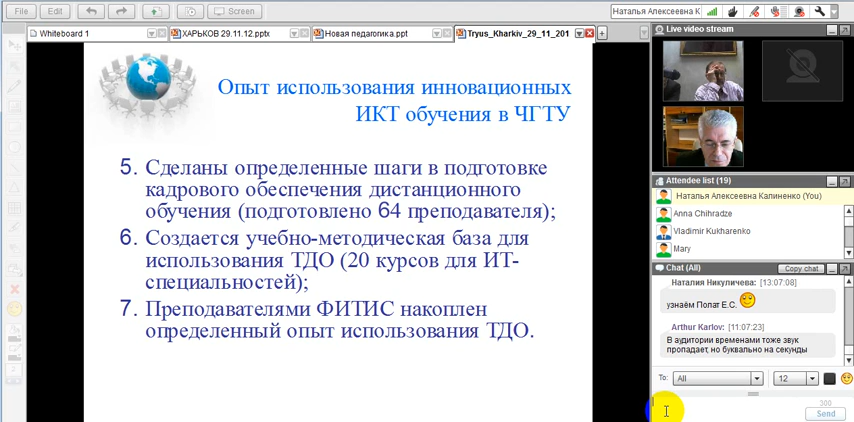 File
Edit
Screen
Наталья Алексеевна К
Whiteboard 1
ХАРЬКОВ 29.11.12.pptx
Новая педагогика.ppt
Tryus_Kharkiv_29_11_201
Опыт использования инновационных
ИКТ обучения в ЧГТУ
5. Сделаны определенные шаги в подготовке
кадрового обеспечения дистанционного
обучения (подготовлено 64 преподавателя);
6. Создается учебно-методическая база для
использования ТДО (20 курсов для ИТ-
специальностей);
7. Преподавателями ФИТИС накоплен
определенный опыт использования ТДО.
Live video stream
Attendee list (19)
Наталья Алексеевна Калиненко (You)
Anna Chihradze
Vladimir Kukharenko
Mary
Chat (All)
Copy chart
Наталия Никуличева: [13:07:08]
узнаём Полат Е.С.
Arthur Karlov: [11:07:23]
В аудитории временами тоже звук
пропадает, но буквально на секунды
To: All 12
300
Send